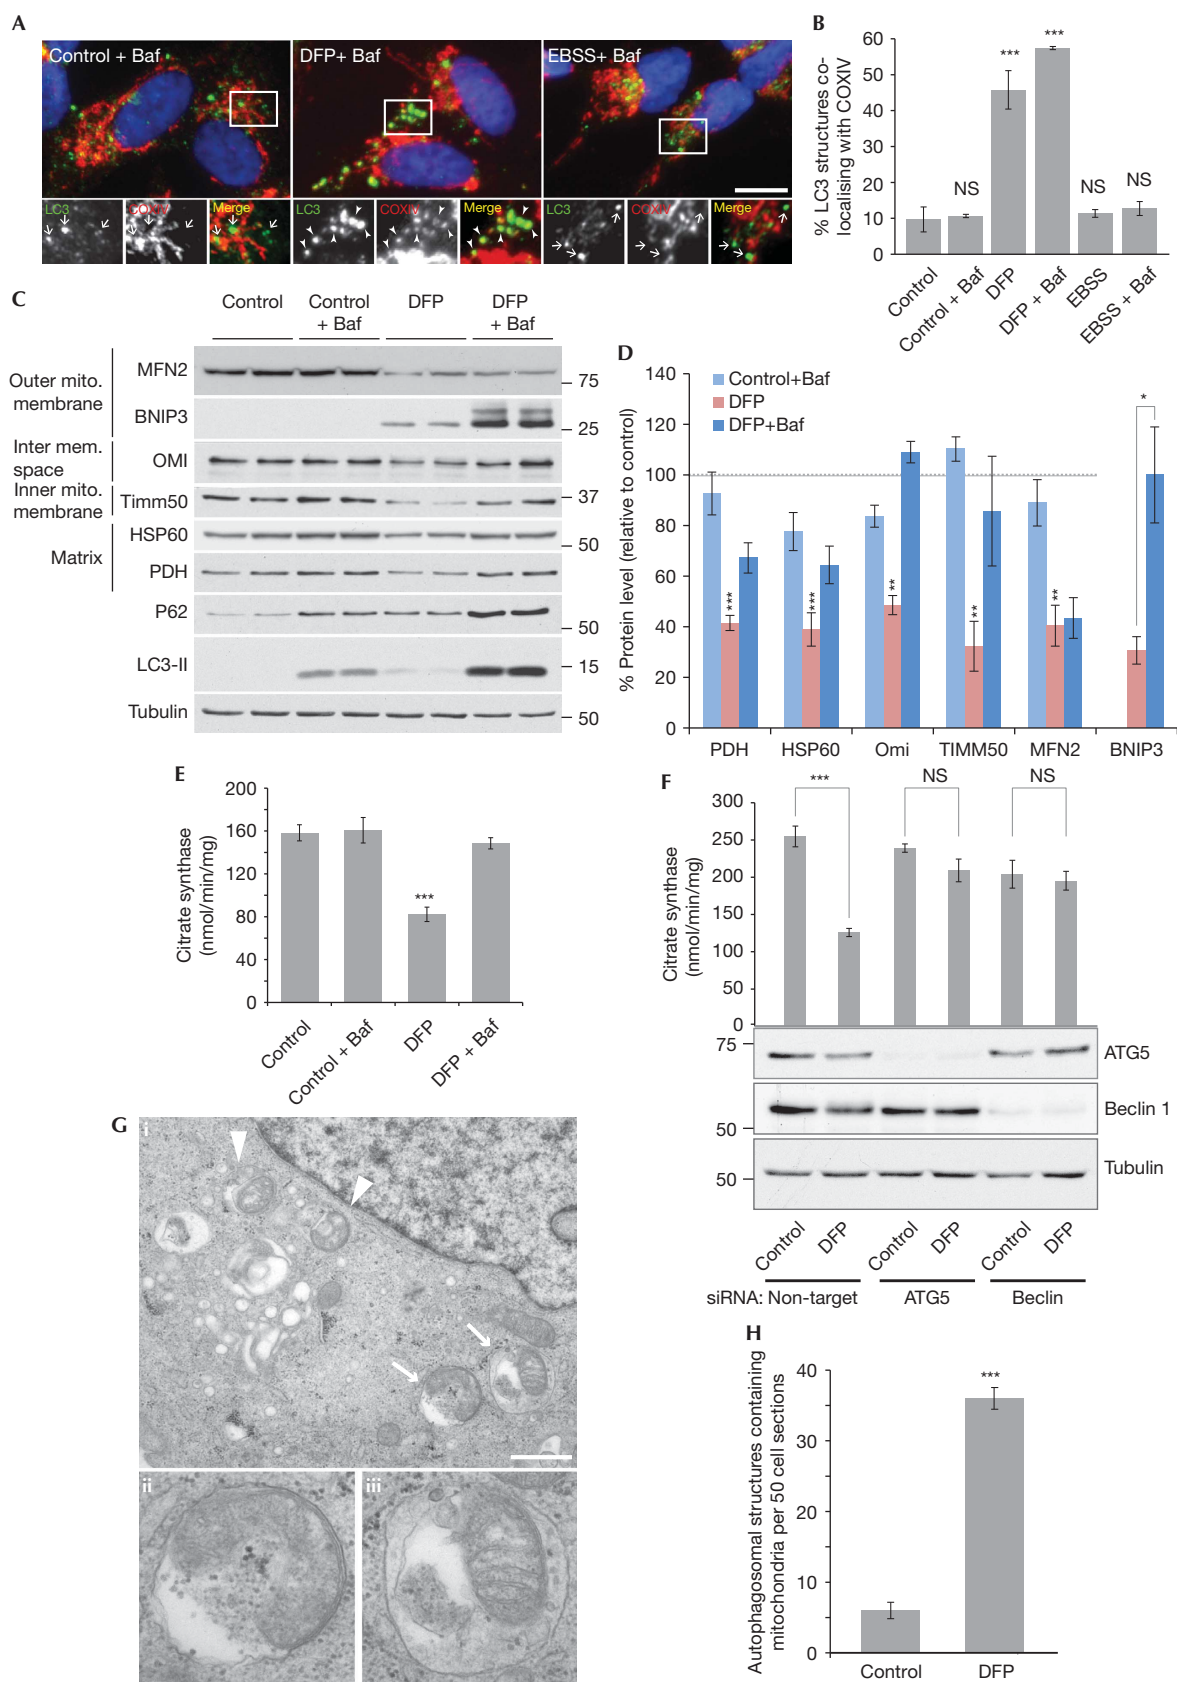 A
Control + Baf
DFP+ Baf
EBSS+ Baf
LC3
COXIV
Merge
LC3
COXIV
Merge
LC3
COXIV
Merge
B
% LC3 structures co-
localising with COXIV
60
50
40
30
20
10
0
NS
***
***
NS
NS
Control
Control + Baf
DFP
DFP + Baf
EBSS
EBSS + Baf
C
Control
Control
+ Baf
DFP
DFP
+ Baf
Outer mito.
membrane
Inter mem.
space
Inner mito.
membrane
Matrix
MFN2
BNIP3
OMI
Timm50
HSP60
PDH
P62
LC3-II
Tubulin
75
25
37
50
50
15
50
D
% Protein level (relative to control)
140
120
100
80
60
40
20
0
Control+Baf
DFP
DFP+Baf
***
***
**
**
**
*
PDH
HSP60
Omi
TIMM50
MFN2
BNIP3
E
Citrate synthase
(nmol/min/mg)
200
160
120
80
40
0
***
Control
Control + Baf
DFP
DFP + Baf
F
Citrate synthase
(nmol/min/mg)
300
250
200
150
100
50
0
***
NS
NS
75
50
50
ATG5
Beclin 1
Tubulin
Control
DFP
Control
DFP
Control
DFP
siRNA: Non-target
ATG5
Beclin
G
i
ii
iii
H
Autophagosomal structures containing
mitochondria per 50 cell sections
40
30
20
10
0
***
Control
DFP